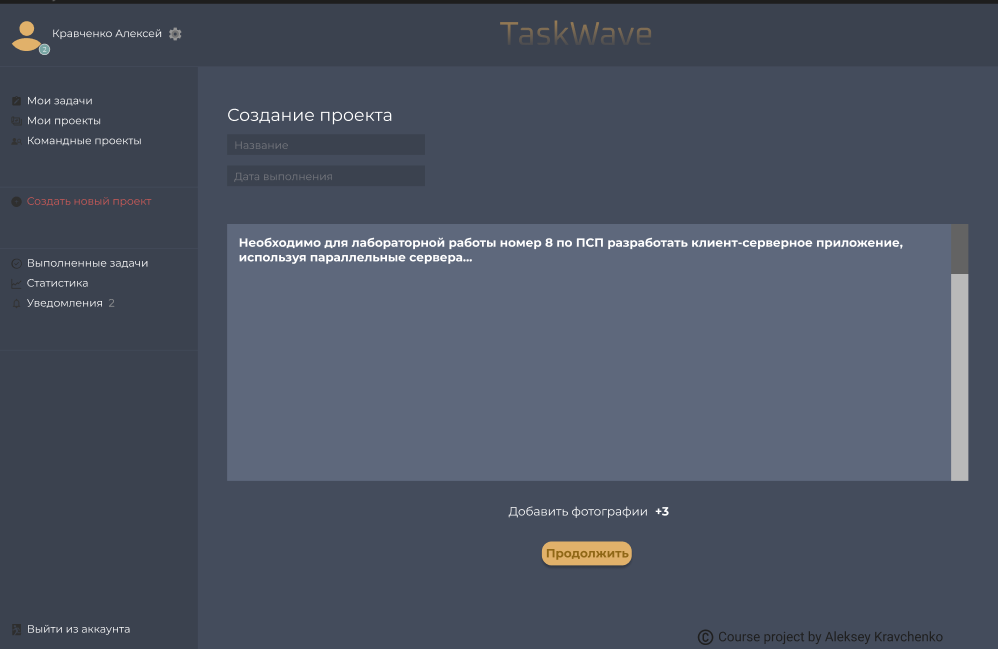 Кравченко Алексей
2
TaskWave
Мои задачи
Мои проекты
Командные проекты
Создать новый проект
Выполненные задачи
Статистика
Уведомления 2
Выйти из аккаунта
Создание проекта
Название
Дата выполнения
Необходимо для лабораторной работы номер 8 по ПСП разработать клиент-серверное приложение,
используя параллельные сервера...
Добавить фотографии +3
Продолжить
© Course project by Aleksey Kravchenko